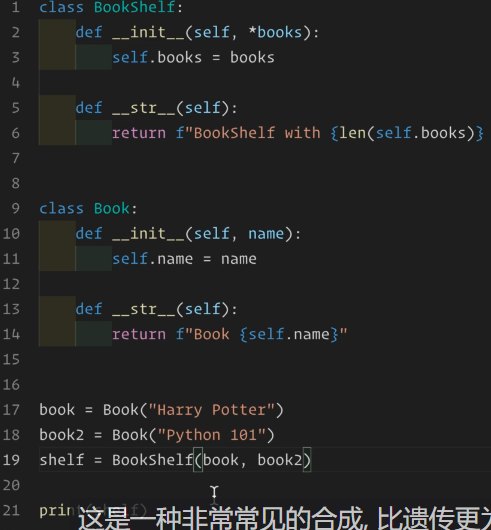 1 class BookShelf:
2 def __init__(self, *books):
3 self.books = books
4
5 def __str__(self):
6 return f"BookShelf with {len(self.books)}
7
8
9 class Book:
10 def __init__(self, name):
11 self.name = name
12
13 def __str__(self):
14 return f"Book {self.name}"
15
16
17 book = Book("Harry Potter")
18 book2 = Book("Python 101")
19 shelf = BookShelf(book, book2)
20
21 print(shelf)
这是一种非常常见的合成, 比遗传更为